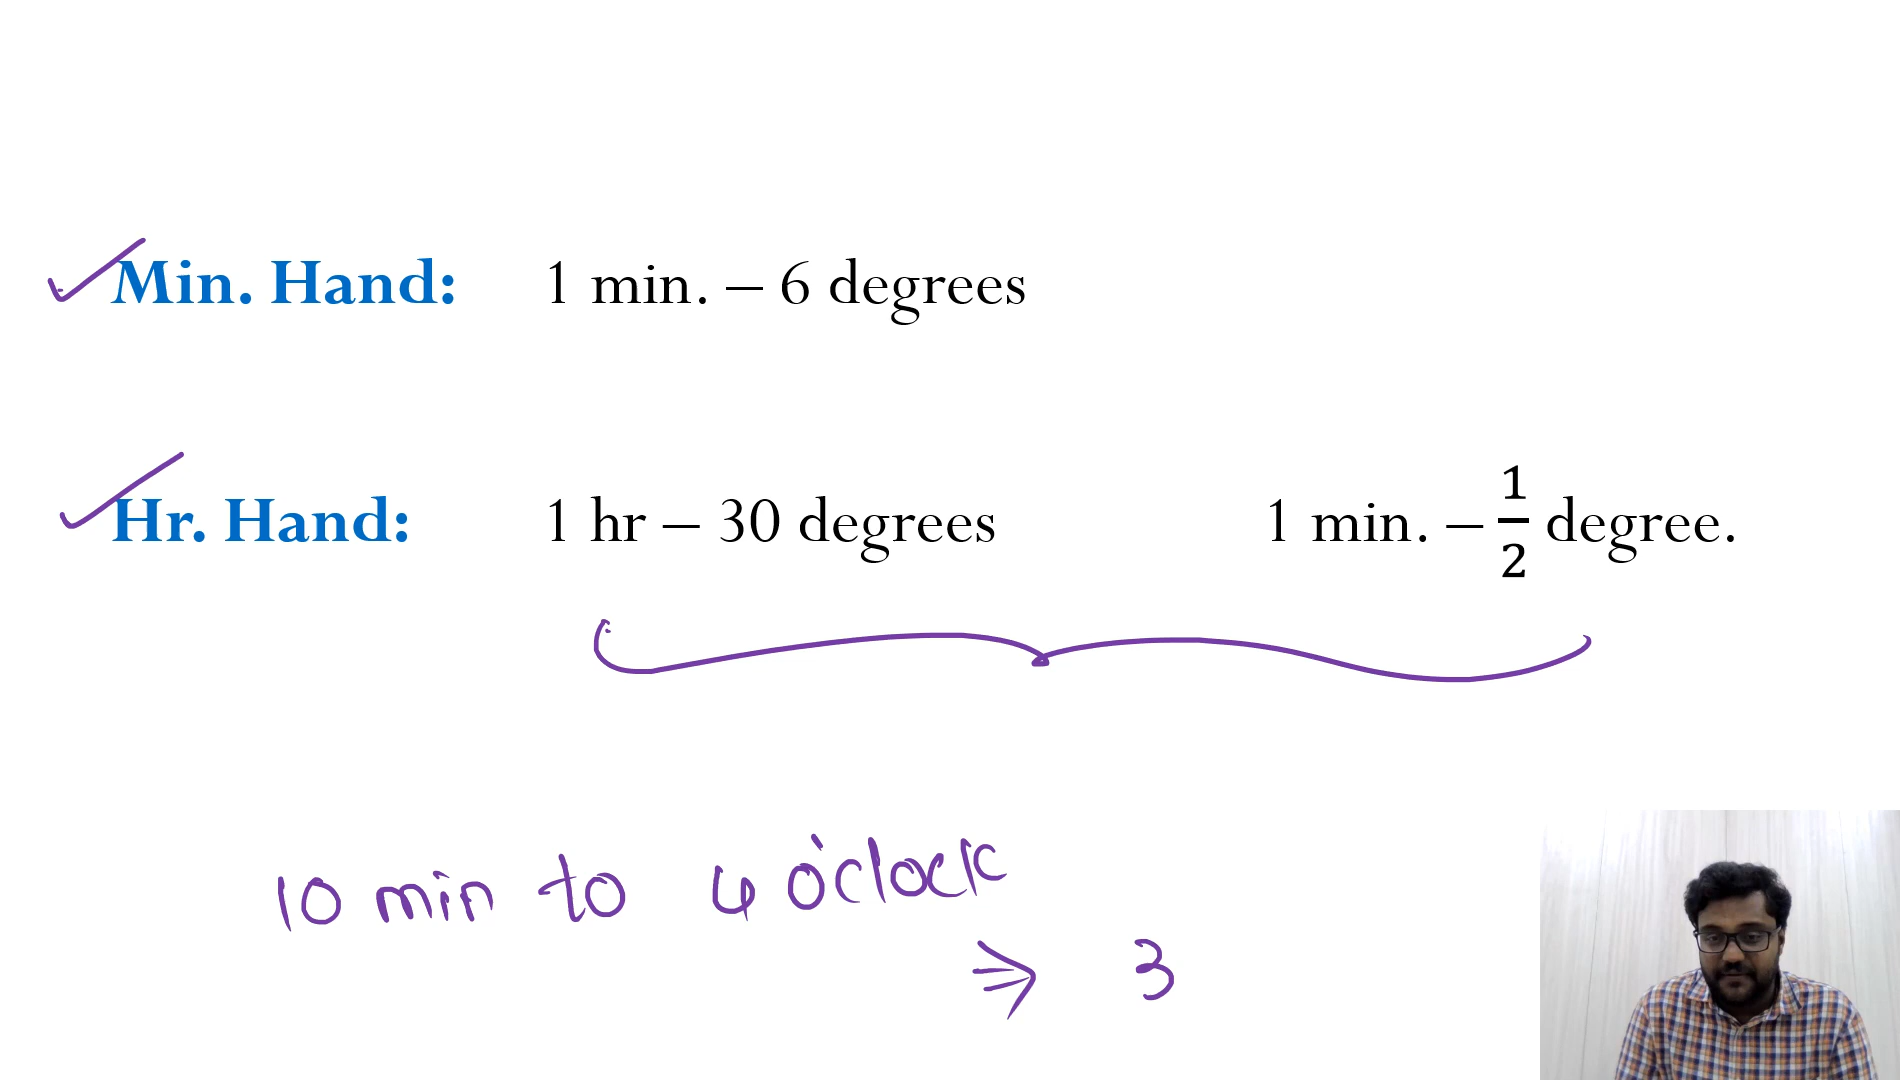 Min. Hand: 1 min. – 6 degrees
Hr. Hand: 1 hr – 30 degrees 1 min. – 1/2 degree.
10 min to 4 o'clock
⇒ 3